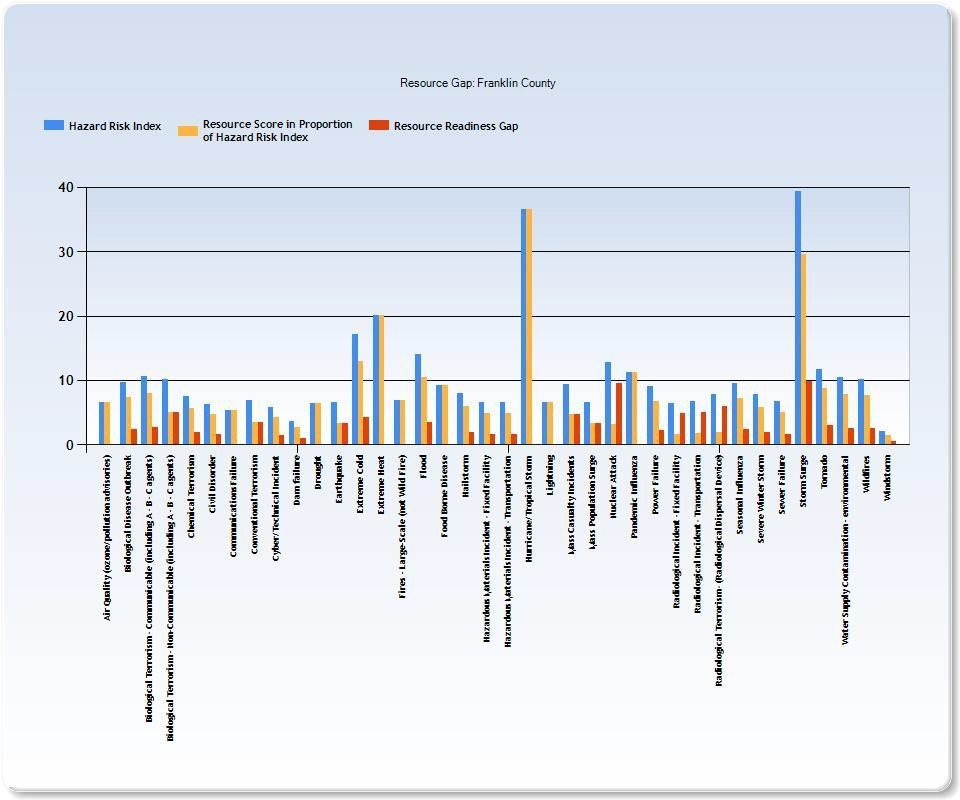 Resource Gap: Franklin County
Hazard Risk Index
Resource Score in Proportion
of Hazard Risk Index
Resource Readiness Gap
40
30
20
10
0
Air Quality (ozone/pollution advisories)
Biological Disease Outbreak
Biological Terrorism - Communicable (including A - B - C agents)
Biological Terrorism - Non-Communicable (including A - B - C agents)
Chemical Terrorism
Civil Disorder
Communications Failure
Conventional Terrorism
Cyber/Technical Incident
Dam failure
Drought
Earthquake
Extreme Cold
Extreme Heat
Fires - Large-Scale (not Wild Fire)
Flood
Food Borne Disease
Hailstorm
Hazardous Materials Incident - Fixed Facility
Hazardous Materials Incident - Transportation
Hurricane/Tropical Storm
Lightning
Mass Casualty Incidents
Mass Population Surge
Nuclear Attack
Pandemic Influenza
Power Failure
Radiological Incident - Fixed Facility
Radiological Incident - Transportation
Radiological Terrorism- (Radiological Dispersal Device)
Seasonal Influenza
Severe Winter Storm
Sewer Failure
Storm Surge
Tornado
Water Supply Contamination - environmental
Wildfires
Windstorm